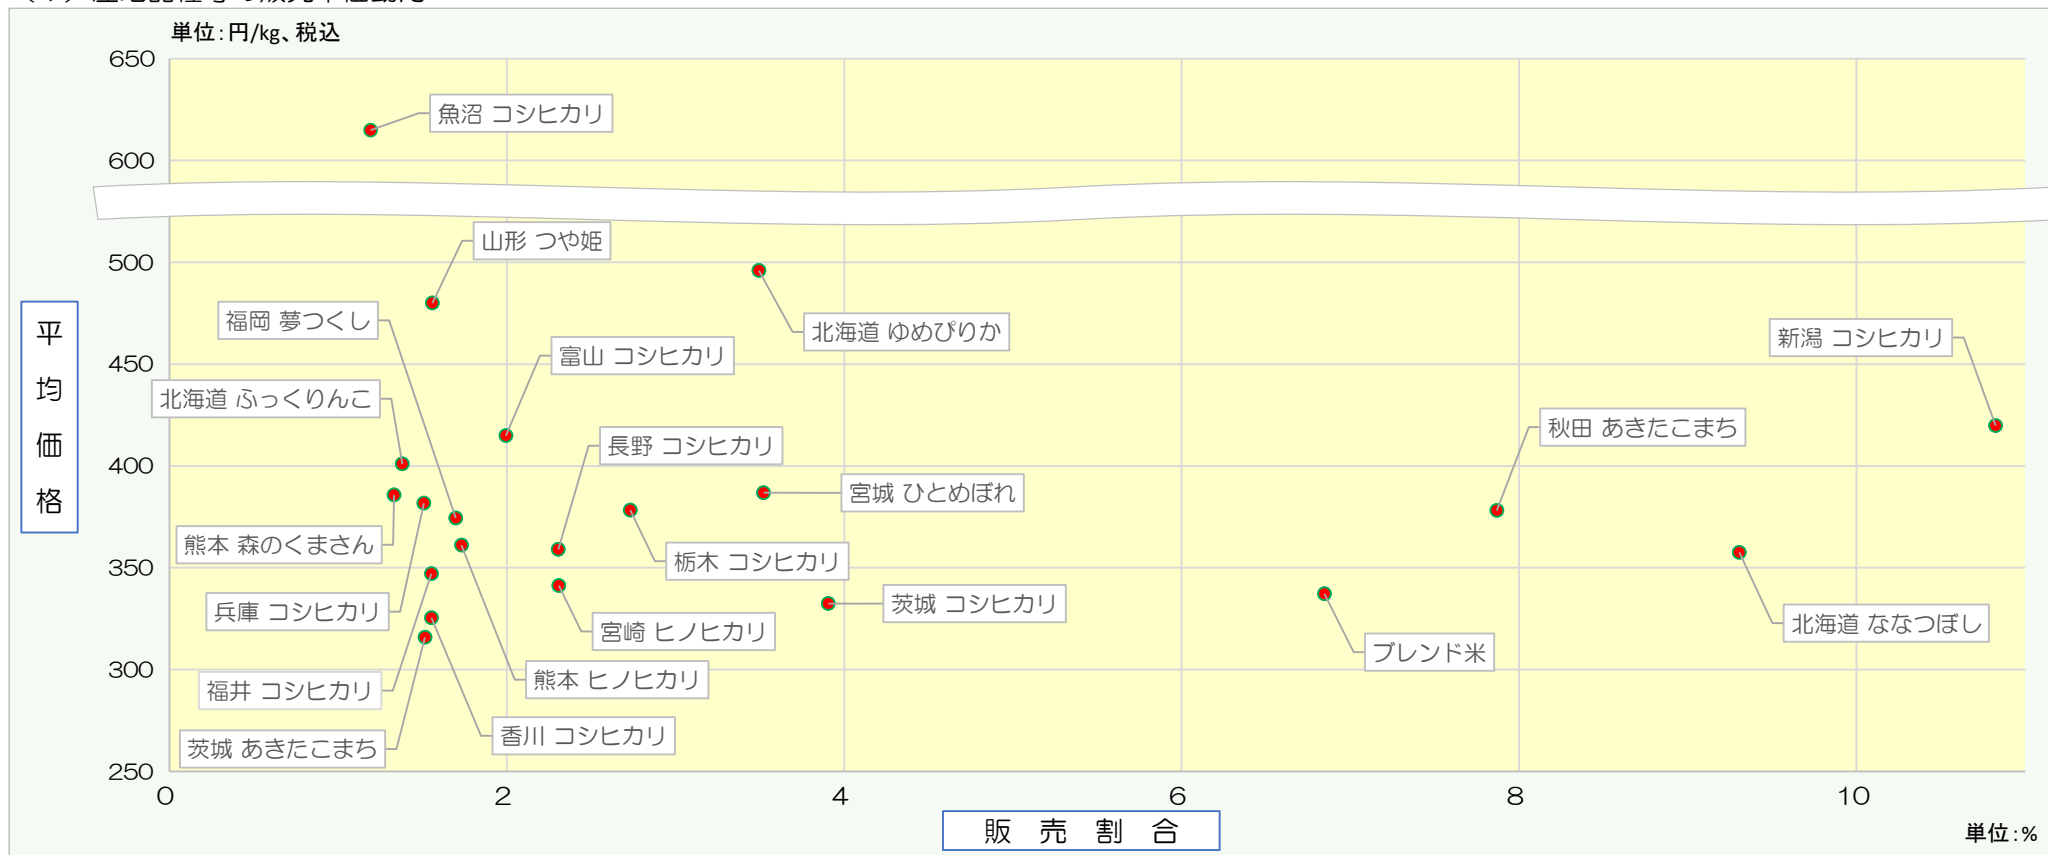 単位：円/kg、税込
650
魚沼 コシヒカリ
600
山形 つや姫
500
福岡 夢つくし
北海道 ゆめぴりか
新潟 コシヒカリ
富山 コシヒカリ
450
北海道 ふっくりんこ
秋田 あきたこまち
長野 コシヒカリ
400
宮城 ひとめぼれ
熊本 森のくまさん
栃木 コシヒカリ
350
兵庫 コシヒカリ
茨城 コシヒカリ
宮崎 ヒノヒカリ
北海道 ななつぼし
ブレンド米
300
熊本 ヒノヒカリ
福井 コシヒカリ
香川 コシヒカリ
茨城 あきたこまち
250
平均価格
0 2 4 6 8 10
販売割合
単位：％